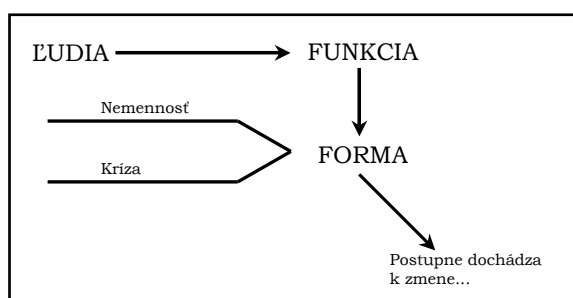 ĽUDIA
FUNKCIA
Nemennosť
FORMA
Kríza
Postupne dochádza
k zmene...